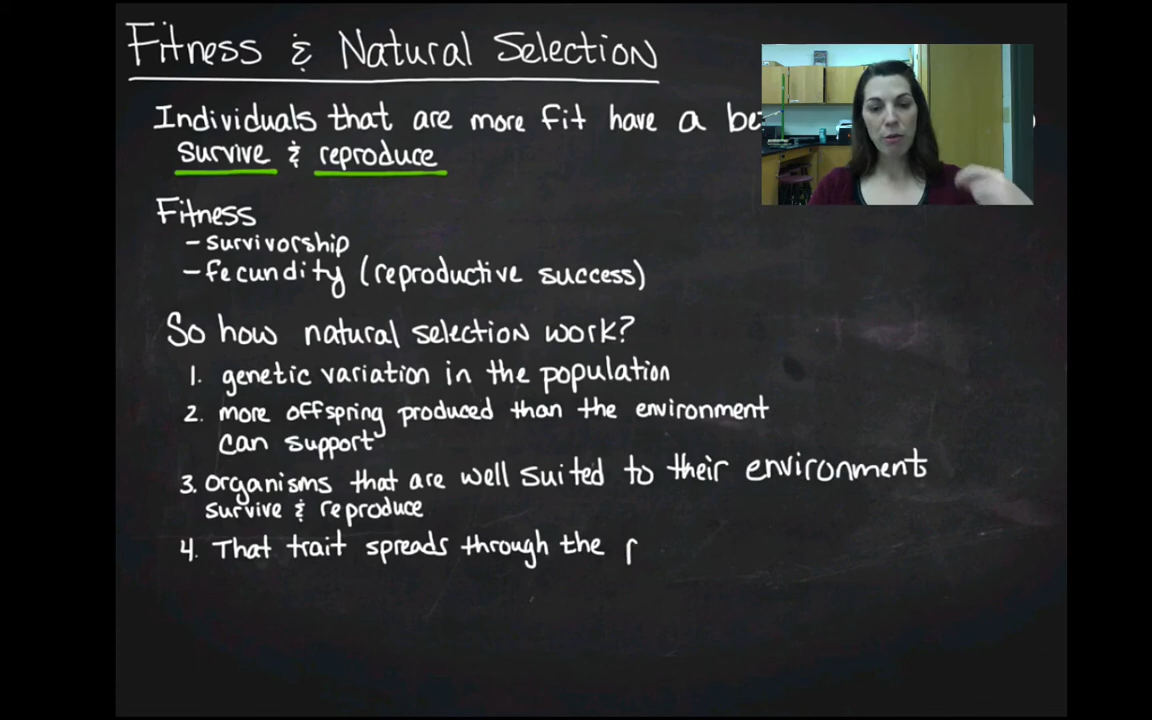 Fitness & Natural Selection
Individuals that are more fit have a
survive & reproduce
Fitness
- survivorship
- fecundity (reproductive success)
So how natural selection work?
1. genetic variation in the population
2. more offspring produced than the environment
can support
3. organisms that are well suited to their environment
survive & reproduce
4. That trait spreads through the